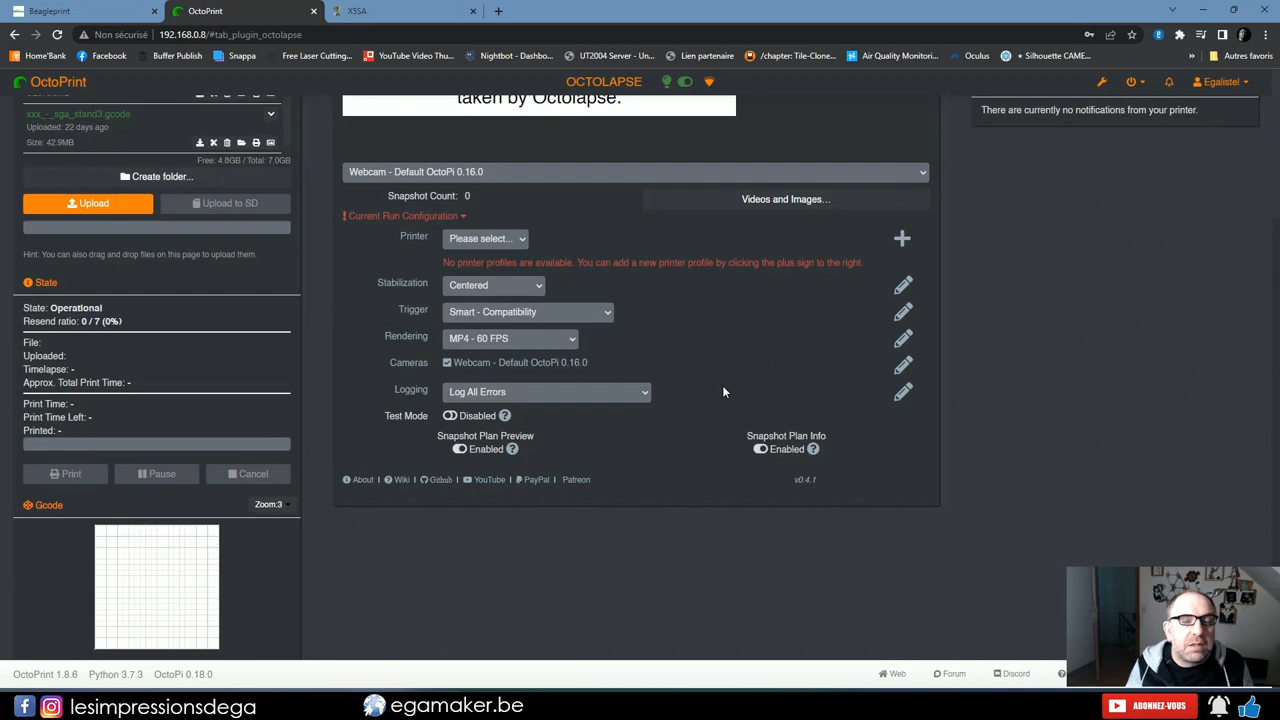 Beagleprint
OctoPrint
X5SA
Non sécurisé
192.168.0.8/#tab_plugin_octolapse
Home'Bank
Facebook
Free Laser Cutting...
YouTube Video Thu...
Snappa
Nightbot - Dashbo...
UT2004 Server - Un...
Lien partenaire
/chapter: Tile-Clone...
Air Quality Monitori...
Oculus
Silhouette CAME...
Autres favoris
OctoPrint
OCTOLAPSE
Egalistel
taken by Octolapse.
There are currently no notifications from your printer.
xxx_-_sga_stand3.gcode
Uploaded: 22 days ago
Size: 42.9MB
Free: 4.6GB / Total: 7.0GB
Create folder...
Upload
Upload to SD
Hint: You can also drag and drop files on this page to upload them.
State
State: Operational
Resend ratio: 0 / 7 (0%)
File:
Uploaded:
Timelapse: -
Approx. Total Print Time: -
Print Time: -
Print Time Left: -
Printed: -
Print
Pause
Cancel
Gcode
Zoom:3
Webcam - Default OctoPi 0.16.0
Snapshot Count: 0
Videos and Images...
Current Run Configuration
Printer
Please select...
No printer profiles are available. You can add a new printer profile by clicking the plus sign to the right.
Stabilization
Centered
Trigger
Smart - Compatibility
Rendering
MP4 - 60 FPS
Cameras
Webcam - Default OctoPi 0.16.0
Logging
Log All Errors
Test Mode
Disabled
Snapshot Plan Preview
Enabled
Snapshot Plan Info
Enabled
About
Wiki
Github
YouTube
PayPal
Patreon
v0.4.1
OctoPrint 1.8.6
Python 3.7.3
OctoPi 0.18.0
Web
Forum
Discord
lesimpressionsdega
egamaker.be
ABONNEZ-VOUS